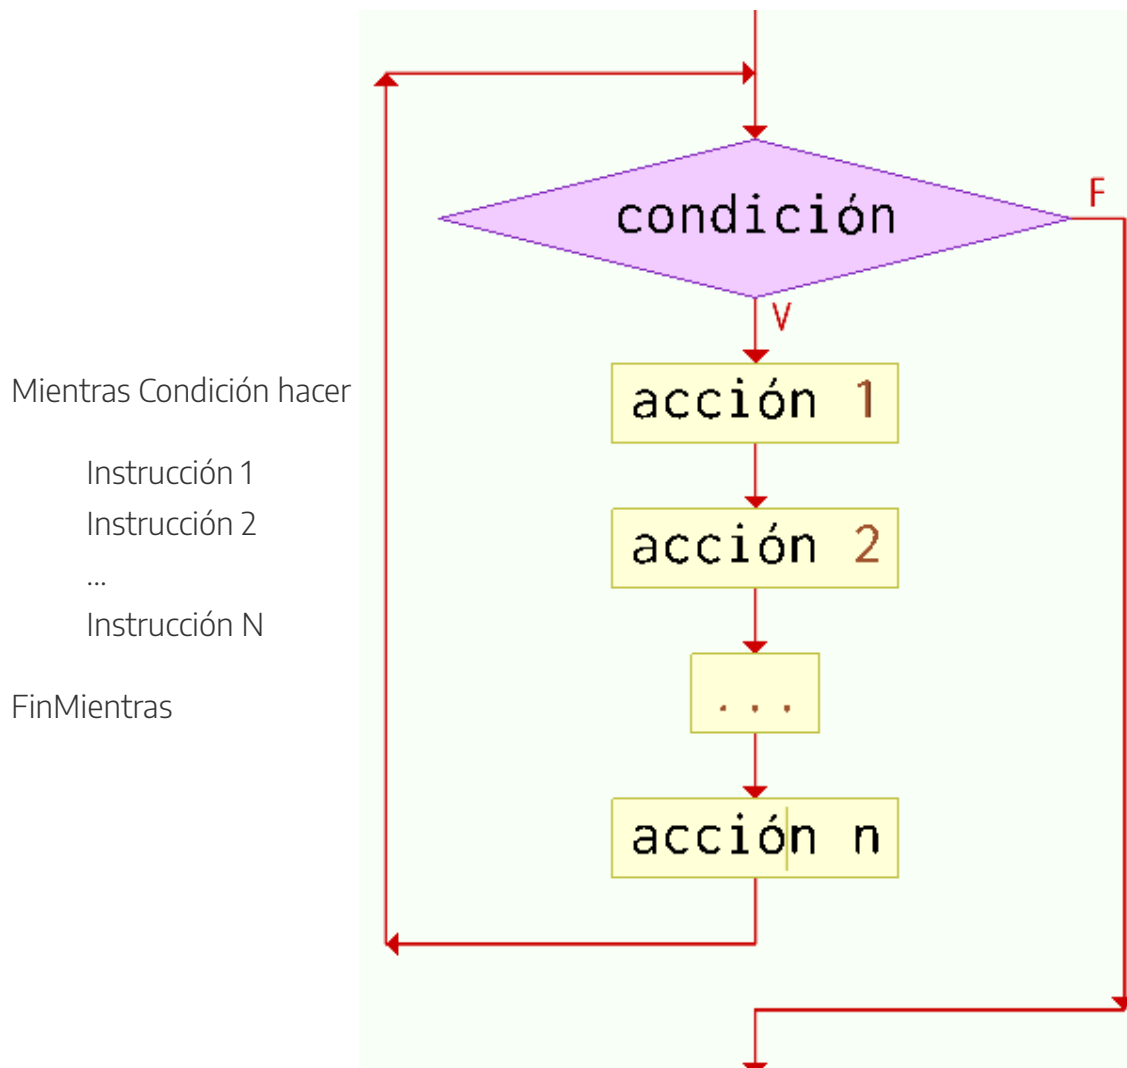 Mientras Condición hacer
Instrucción 1
Instrucción 2
...
Instrucción N
FinMientras
condición
F
V
acción 1
acción 2
...
acción n